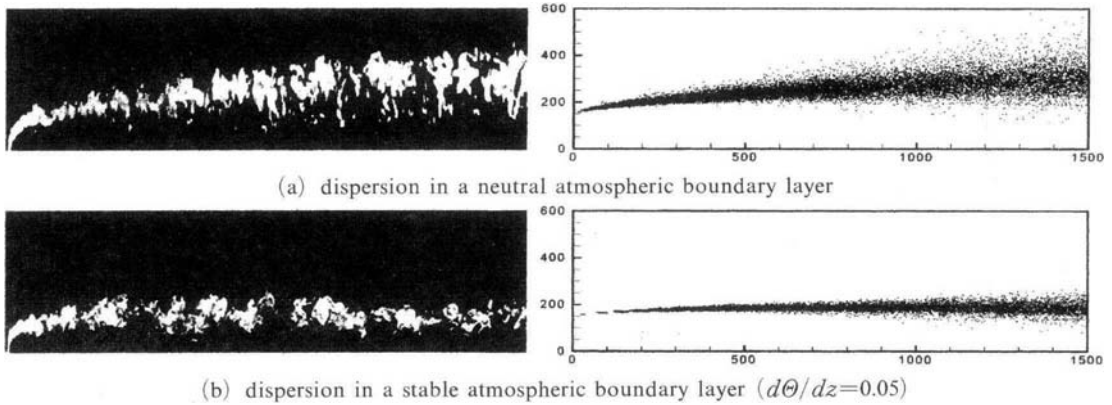 600
400
200
0
0 500 1000 1500
(a) dispersion in a neutral atmospheric boundary layer
600
400
200
0
0 500 1000 1500
(b) dispersion in a stable atmospheric boundary layer (dΘ/dz=0.05)